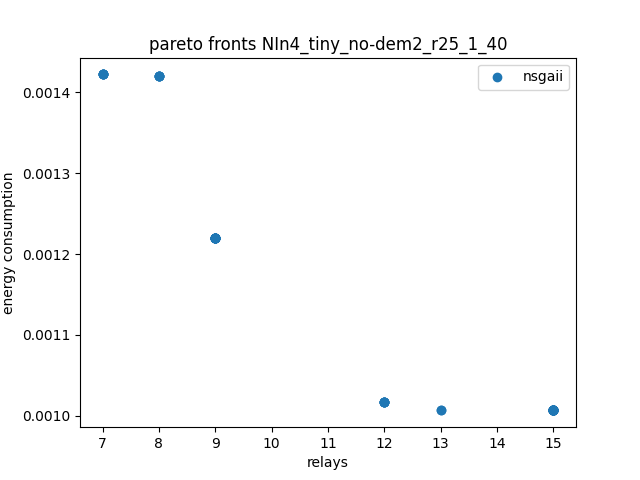 pareto fronts NIn4_tiny_no-dem2_r25_1_40
nsgaii
0.0014
0.0013
0.0012
0.0011
0.0010
energy consumption
7 8 9 10 11 12 13 14 15
relays